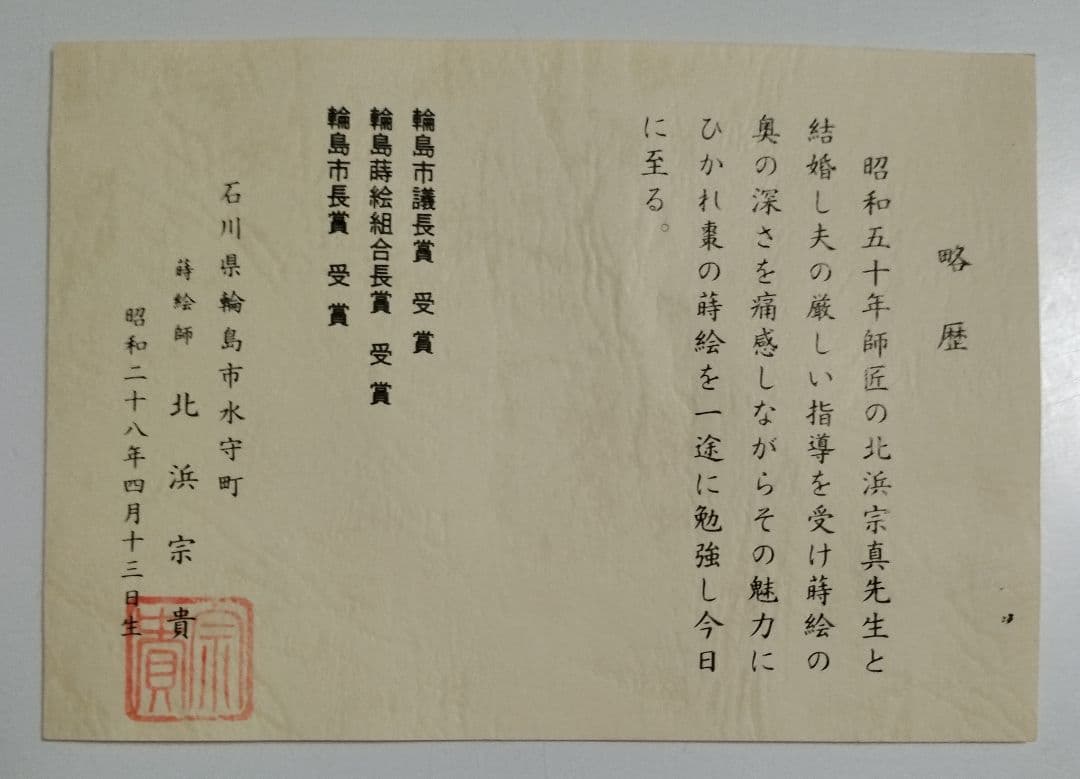 略歴
昭和五十年師匠の北浜宗真先生と
結婚し夫の厳しい指導を受け蒔絵の
奥の深さを痛感しながらその魅力に
ひかれ棗の蒔絵を一途に勉強し今日
に至る。
輪島市議長賞 受賞
輪島蒔絵組合長賞 受賞
輪島市長賞 受賞
石川県輪島市水守町
蒔絵師 北浜宗貴
昭和二十八年四月十三日生
宗貴